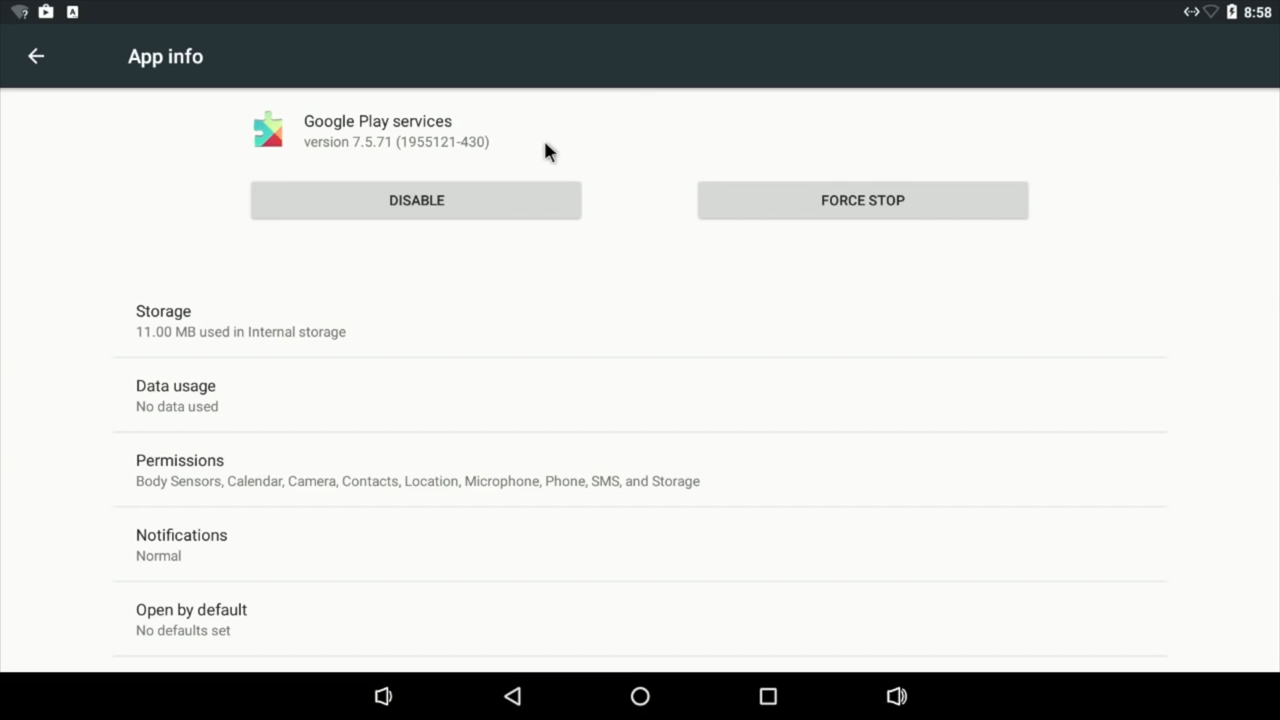 8:58
App info
Google Play services
version 7.5.71 (1955121-430)
DISABLE
FORCE STOP
Storage
11.00 MB used in Internal storage
Data usage
No data used
Permissions
Body Sensors, Calendar, Camera, Contacts, Location, Microphone, Phone, SMS, and Storage
Notifications
Normal
Open by default
No defaults set